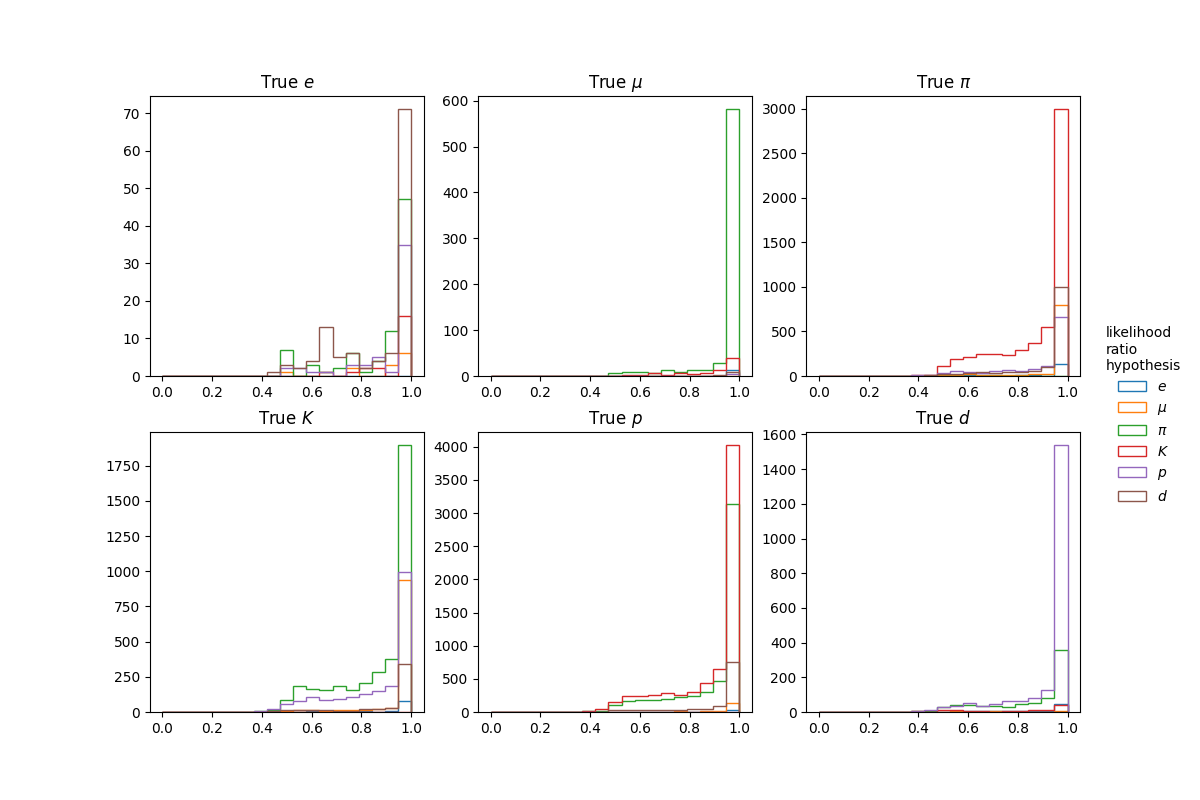 True e
True μ
True π
70
60
50
40
30
20
10
0
0.0 0.2 0.4 0.6 0.8 1.0
600
500
400
300
200
100
0
0.0 0.2 0.4 0.6 0.8 1.0
3000
2500
2000
1500
1000
500
0
0.0 0.2 0.4 0.6 0.8 1.0
True K
True p
True d
1750
1500
1250
1000
750
500
250
0
0.0 0.2 0.4 0.6 0.8 1.0
4000
3500
3000
2500
2000
1500
1000
500
0
0.0 0.2 0.4 0.6 0.8 1.0
1600
1400
1200
1000
800
600
400
200
0
0.0 0.2 0.4 0.6 0.8 1.0
likelihood
ratio
hypothesis
e
μ
π
K
p
d